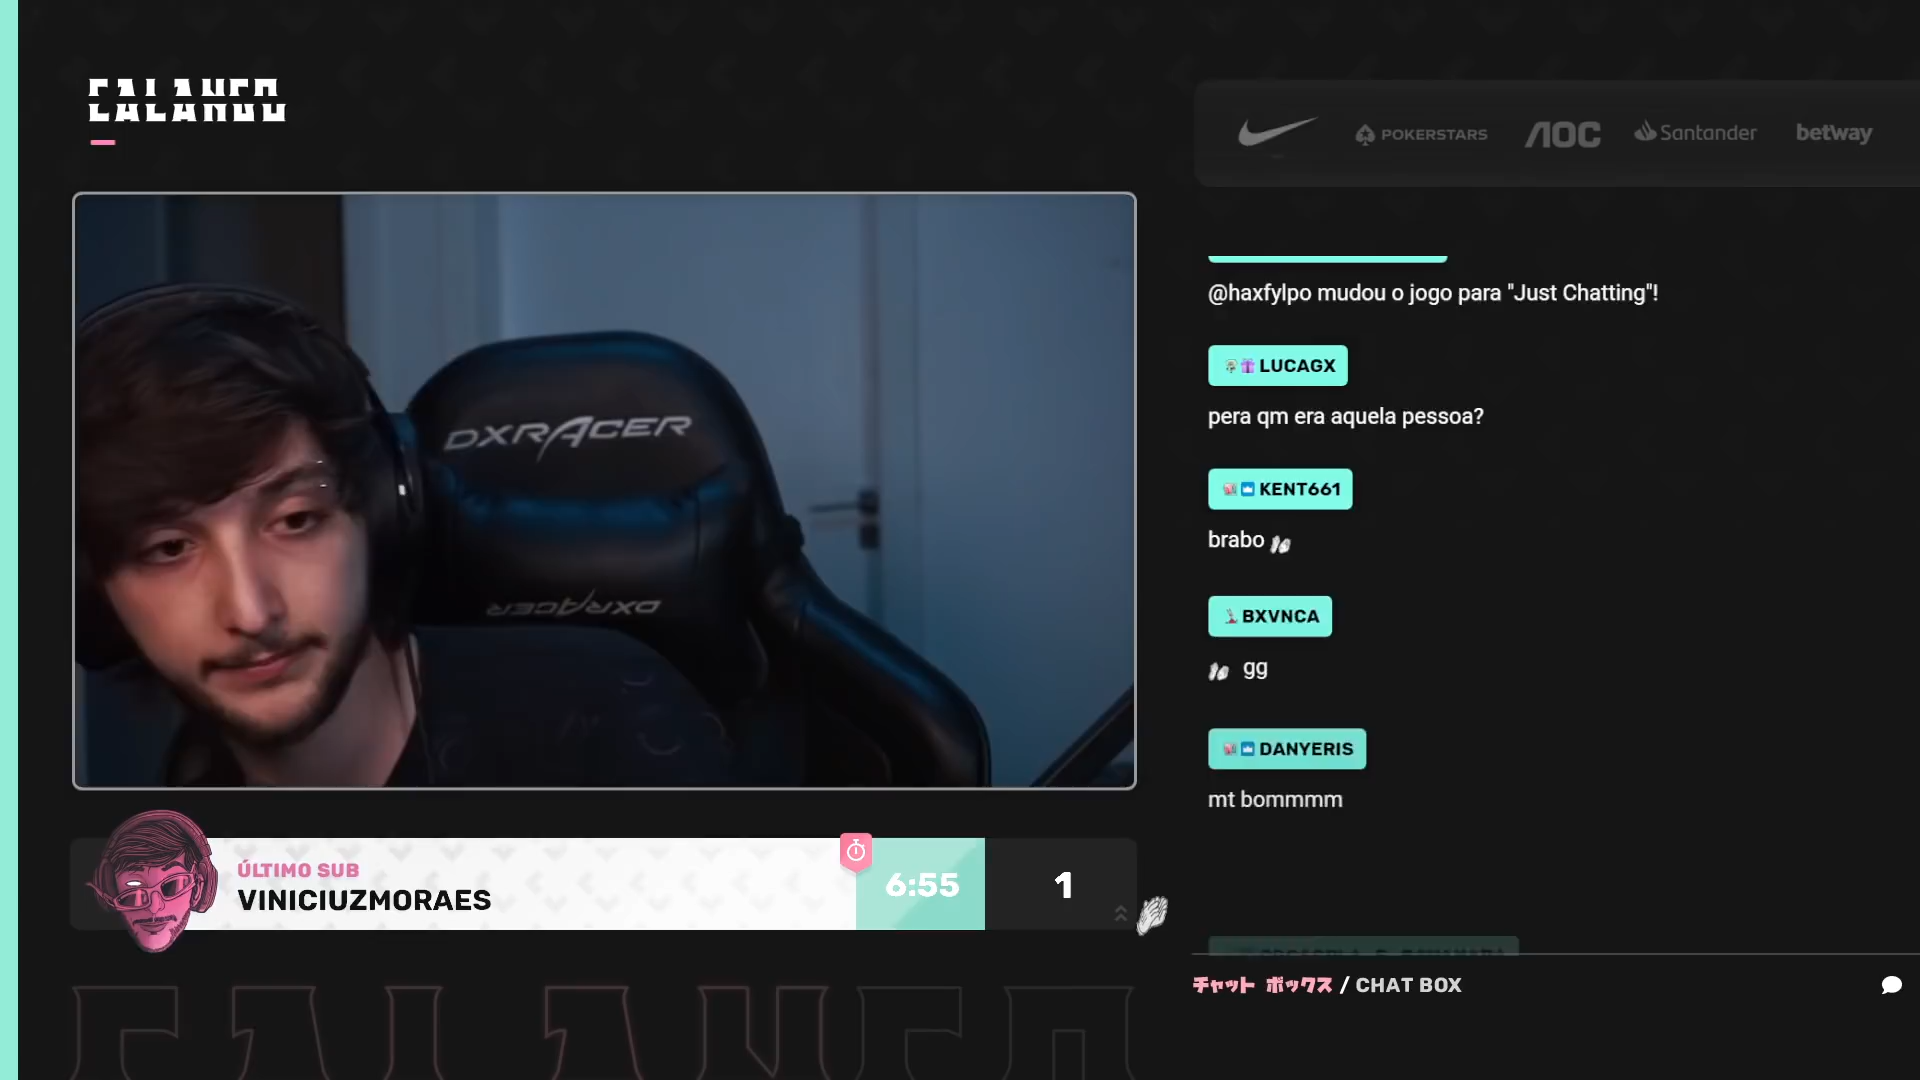 CALANGO
POKERSTARS
AOC
Santander
betway
@haxfylpo mudou o jogo para "Just Chatting"!
LUCAGX
pera qm era aquela pessoa?
KENT661
brabo
BXVNCA
gg
DANYERIS
mt bommmm
DXRACER
DXRACER
ÚLTIMO SUB
VINICIUZMORAES
6:55
1
チャット ボックス / CHAT BOX
CALANGO